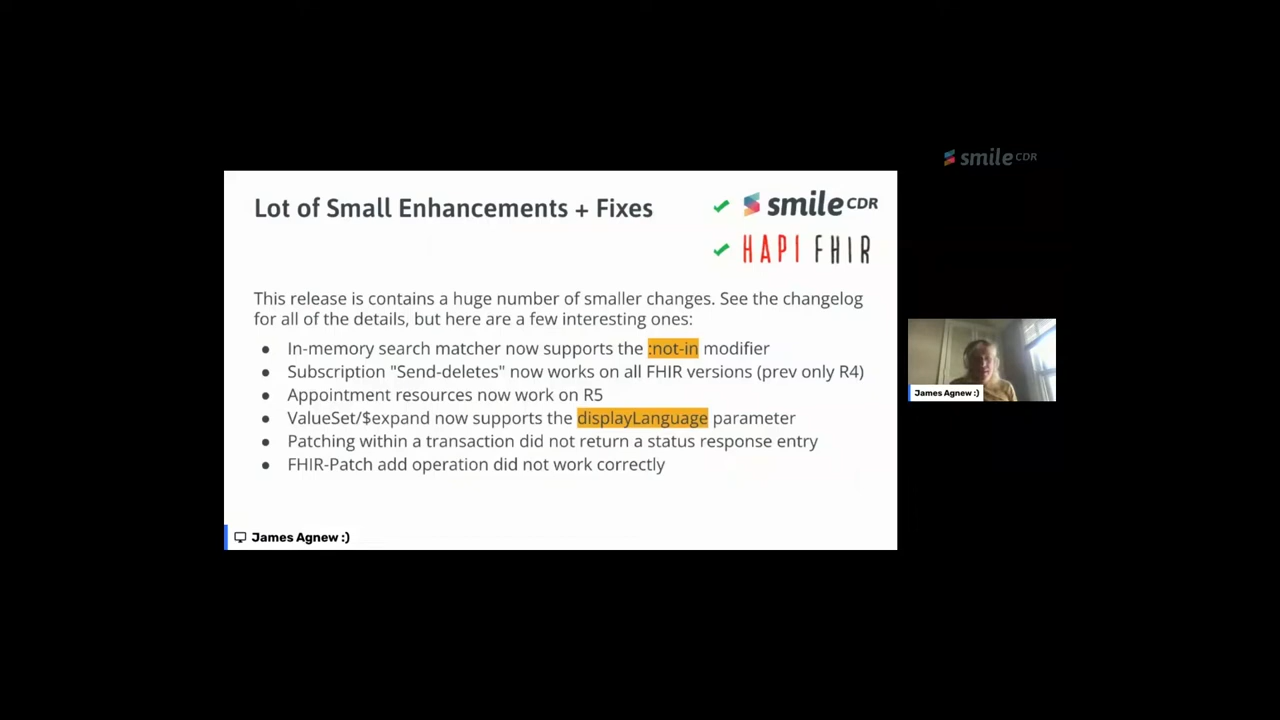 smile CDR
Lot of Small Enhancements + Fixes
smile CDR
HAPI FHIR
This release is contains a huge number of smaller changes. See the changelog
for all of the details, but here are a few interesting ones:
● In-memory search matcher now supports the :not-in modifier
● Subscription "Send-deletes" now works on all FHIR versions (prev only R4)
● Appointment resources now work on R5
● ValueSet/$expand now supports the displayLanguage parameter
● Patching within a transaction did not return a status response entry
● FHIR-Patch add operation did not work correctly
James Agnew :)
James Agnew :)